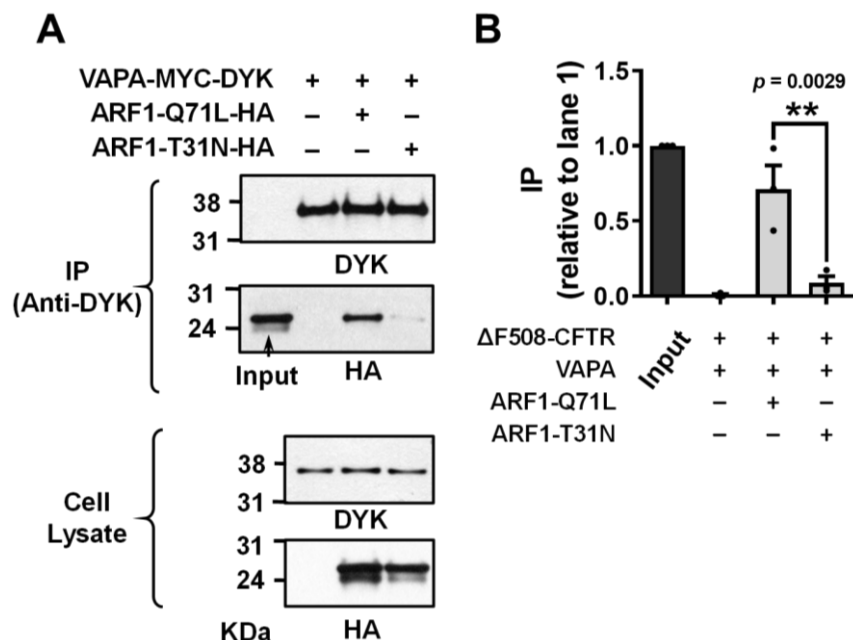 A
VAPA-MYC-DYK + + +
ARF1-Q71L-HA – + –
ARF1-T31N-HA – – +
IP
(Anti-DYK)
38
31
DYK
31
24
Input HA
Cell
Lysate
38
31
DYK
31
24
KDa HA
B
IP
(relative to lane 1)
1.5
1.0
0.5
0.0
p = 0.0029
**
Input
ΔF508-CFTR + + +
VAPA + + +
ARF1-Q71L – + –
ARF1-T31N – – +